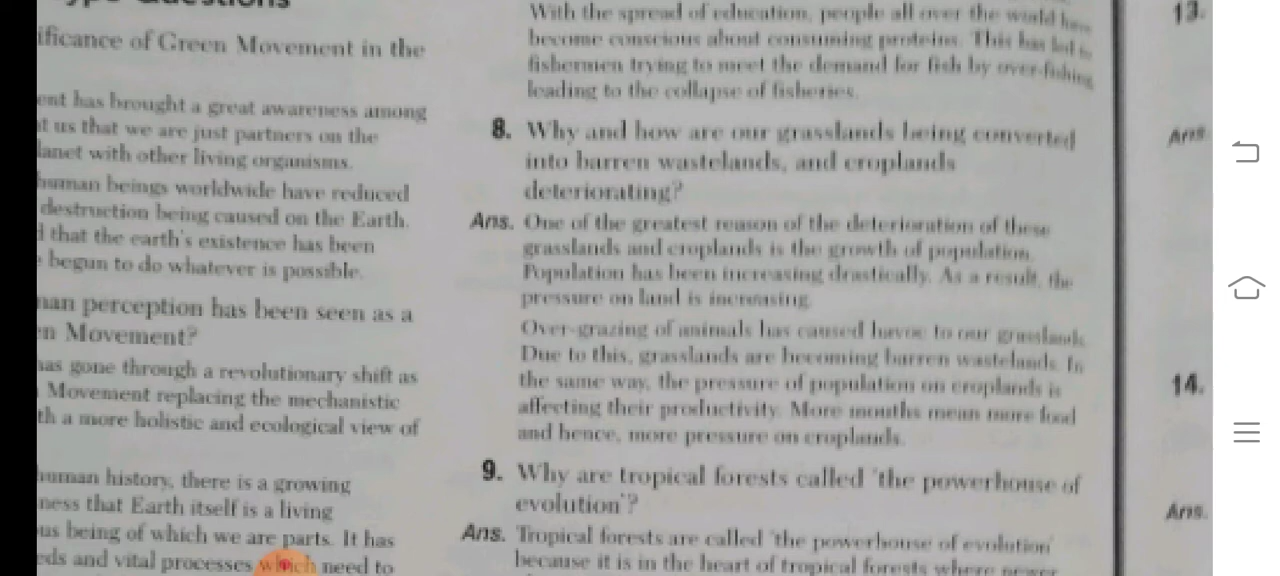 Type Questions
ificance of Green Movement in the
ent has brought a great awareness among
t us that we are just partners on the
lanet with other living organisms.
human beings worldwide have reduced
destruction being caused on the Earth.
d that the earth's existence has been
begun to do whatever is possible.
man perception has been seen as a
en Movement?
has gone through a revolutionary shift as
Movement replacing the mechanistic
th a more holistic and ecological view of
human history, there is a growing
ness that Earth itself is a living
us being of which we are parts. It has
eds and vital processes which need to
With the spread of education, people all over the world have
become conscious about consuming proteins. This has led to
fishermen trying to meet the demand for fish by over-fishing
leading to the collapse of fisheries.
8. Why and how are our grasslands being converted
into barren wastelands, and croplands
deteriorating?
Ans. One of the greatest reason of the deterioration of these
grasslands and croplands is the growth of population.
Population has been increasing drastically. As a result, the
pressure on land is increasing.
Over-grazing of animals has caused havoc to our grasslands.
Due to this, grasslands are becoming barren wastelands. In
the same way, the pressure of population on croplands is
affecting their productivity. More mouths mean more food
and hence, more pressure on croplands.
9. Why are tropical forests called 'the powerhouse of
evolution'?
Ans. Tropical forests are called 'the powerhouse of evolution'
because it is in the heart of tropical forests where newer
13.
Ans.
14.
Ans.